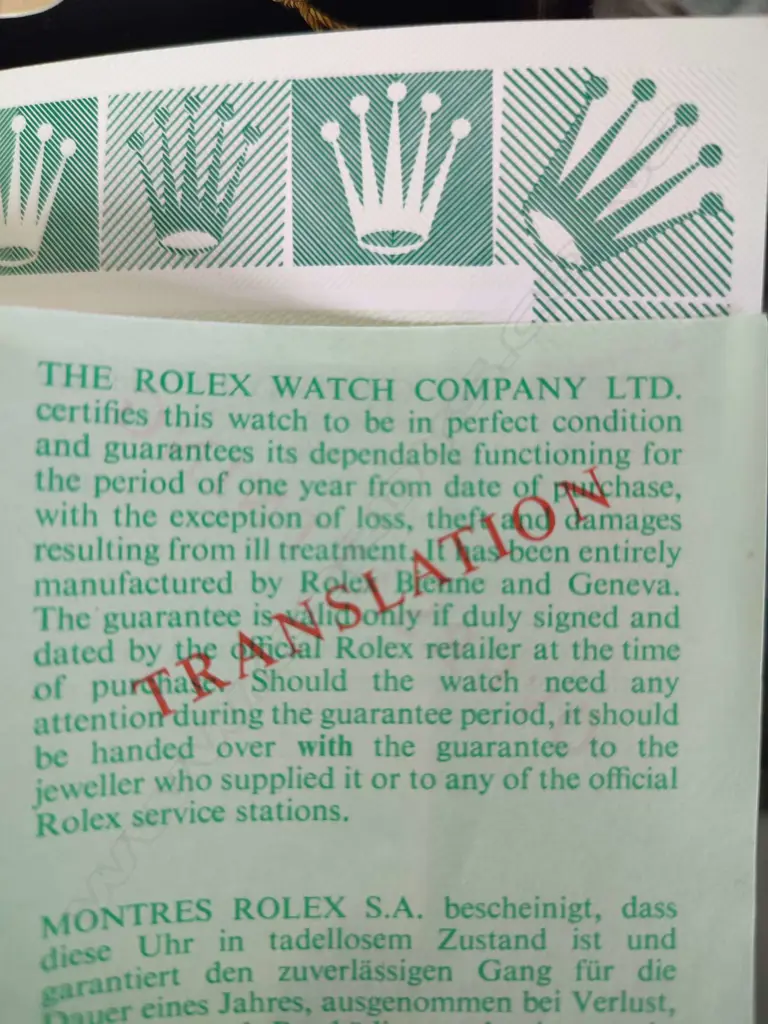 THE ROLEX WATCH COMPANY LTD.
certifies this watch to be in perfect condition
and guarantees its dependable functioning for
the period of one year from date of purchase,
with the exception of loss, theft and damages
resulting from ill treatment. It has been entirely
manufactured by Rolex Bienne and Geneva.
The guarantee is valid only if duly signed and
dated by the official Rolex retailer at the time
of purchase. Should the watch need any
attention during the guarantee period, it should
be handed over with the guarantee to the
jeweller who supplied it or to any of the official
Rolex service stations.
TRANSLATION
MONTRES ROLEX S.A. bescheinigt, dass
diese Uhr in tadellosem Zustand ist und
garantiert den zuverlässigen Gang für die
Dauer eines Jahres, ausgenommen bei Verlust,